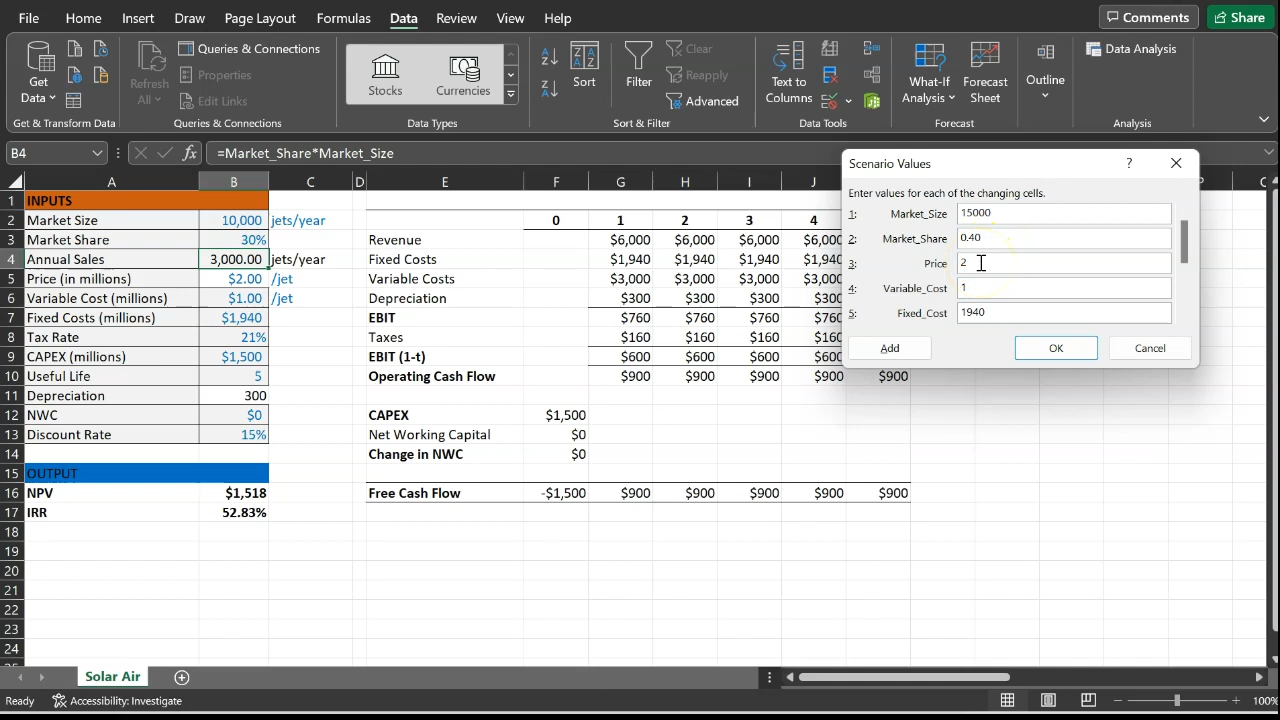 File Home Insert Draw Page Layout Formulas Data Review View Help Comments Share
Get Data
Refresh All
Queries & Connections
Properties
Edit Links
Stocks Currencies
Sort
Filter
Clear
Reapply
Advanced
Text to Columns
What-If Analysis
Forecast Sheet
Outline
Data Analysis
Get & Transform Data Queries & Connections Data Types Sort & Filter Data Tools Forecast Analysis
B4 fx =Market_Share*Market_Size
A B C D E F G H I J
1 INPUTS
2 Market Size 10,000 jets/year 0 1 2 3 4
3 Market Share 30% Revenue $6,000 $6,000 $6,000 $6,000
4 Annual Sales 3,000.00 jets/year Fixed Costs $1,940 $1,940 $1,940 $1,940
5 Price (in millions) $2.00 /jet Variable Costs $3,000 $3,000 $3,000 $3,000
6 Variable Cost (millions) $1.00 /jet Depreciation $300 $300 $300 $300
7 Fixed Costs (millions) $1,940 EBIT $760 $760 $760 $760
8 Tax Rate 21% Taxes $160 $160 $160 $160
9 CAPEX (millions) $1,500 EBIT (1-t) $600 $600 $600 $600
10 Useful Life 5 Operating Cash Flow $900 $900 $900 $900 $900
11 Depreciation 300
12 NWC $0 CAPEX $1,500
13 Discount Rate 15% Net Working Capital $0
14 Change in NWC $0
15 OUTPUT
16 NPV $1,518 Free Cash Flow -$1,500 $900 $900 $900 $900 $900
17 IRR 52.83%
18
19
20
21
22
23
24
Scenario Values ?
Enter values for each of the changing cells.
1: Market_Size 15000
2: Market_Share 0.40
3: Price 2
4: Variable_Cost 1
5: Fixed_Cost 1940
Add OK Cancel
Solar Air
Ready Accessibility: Investigate 100%